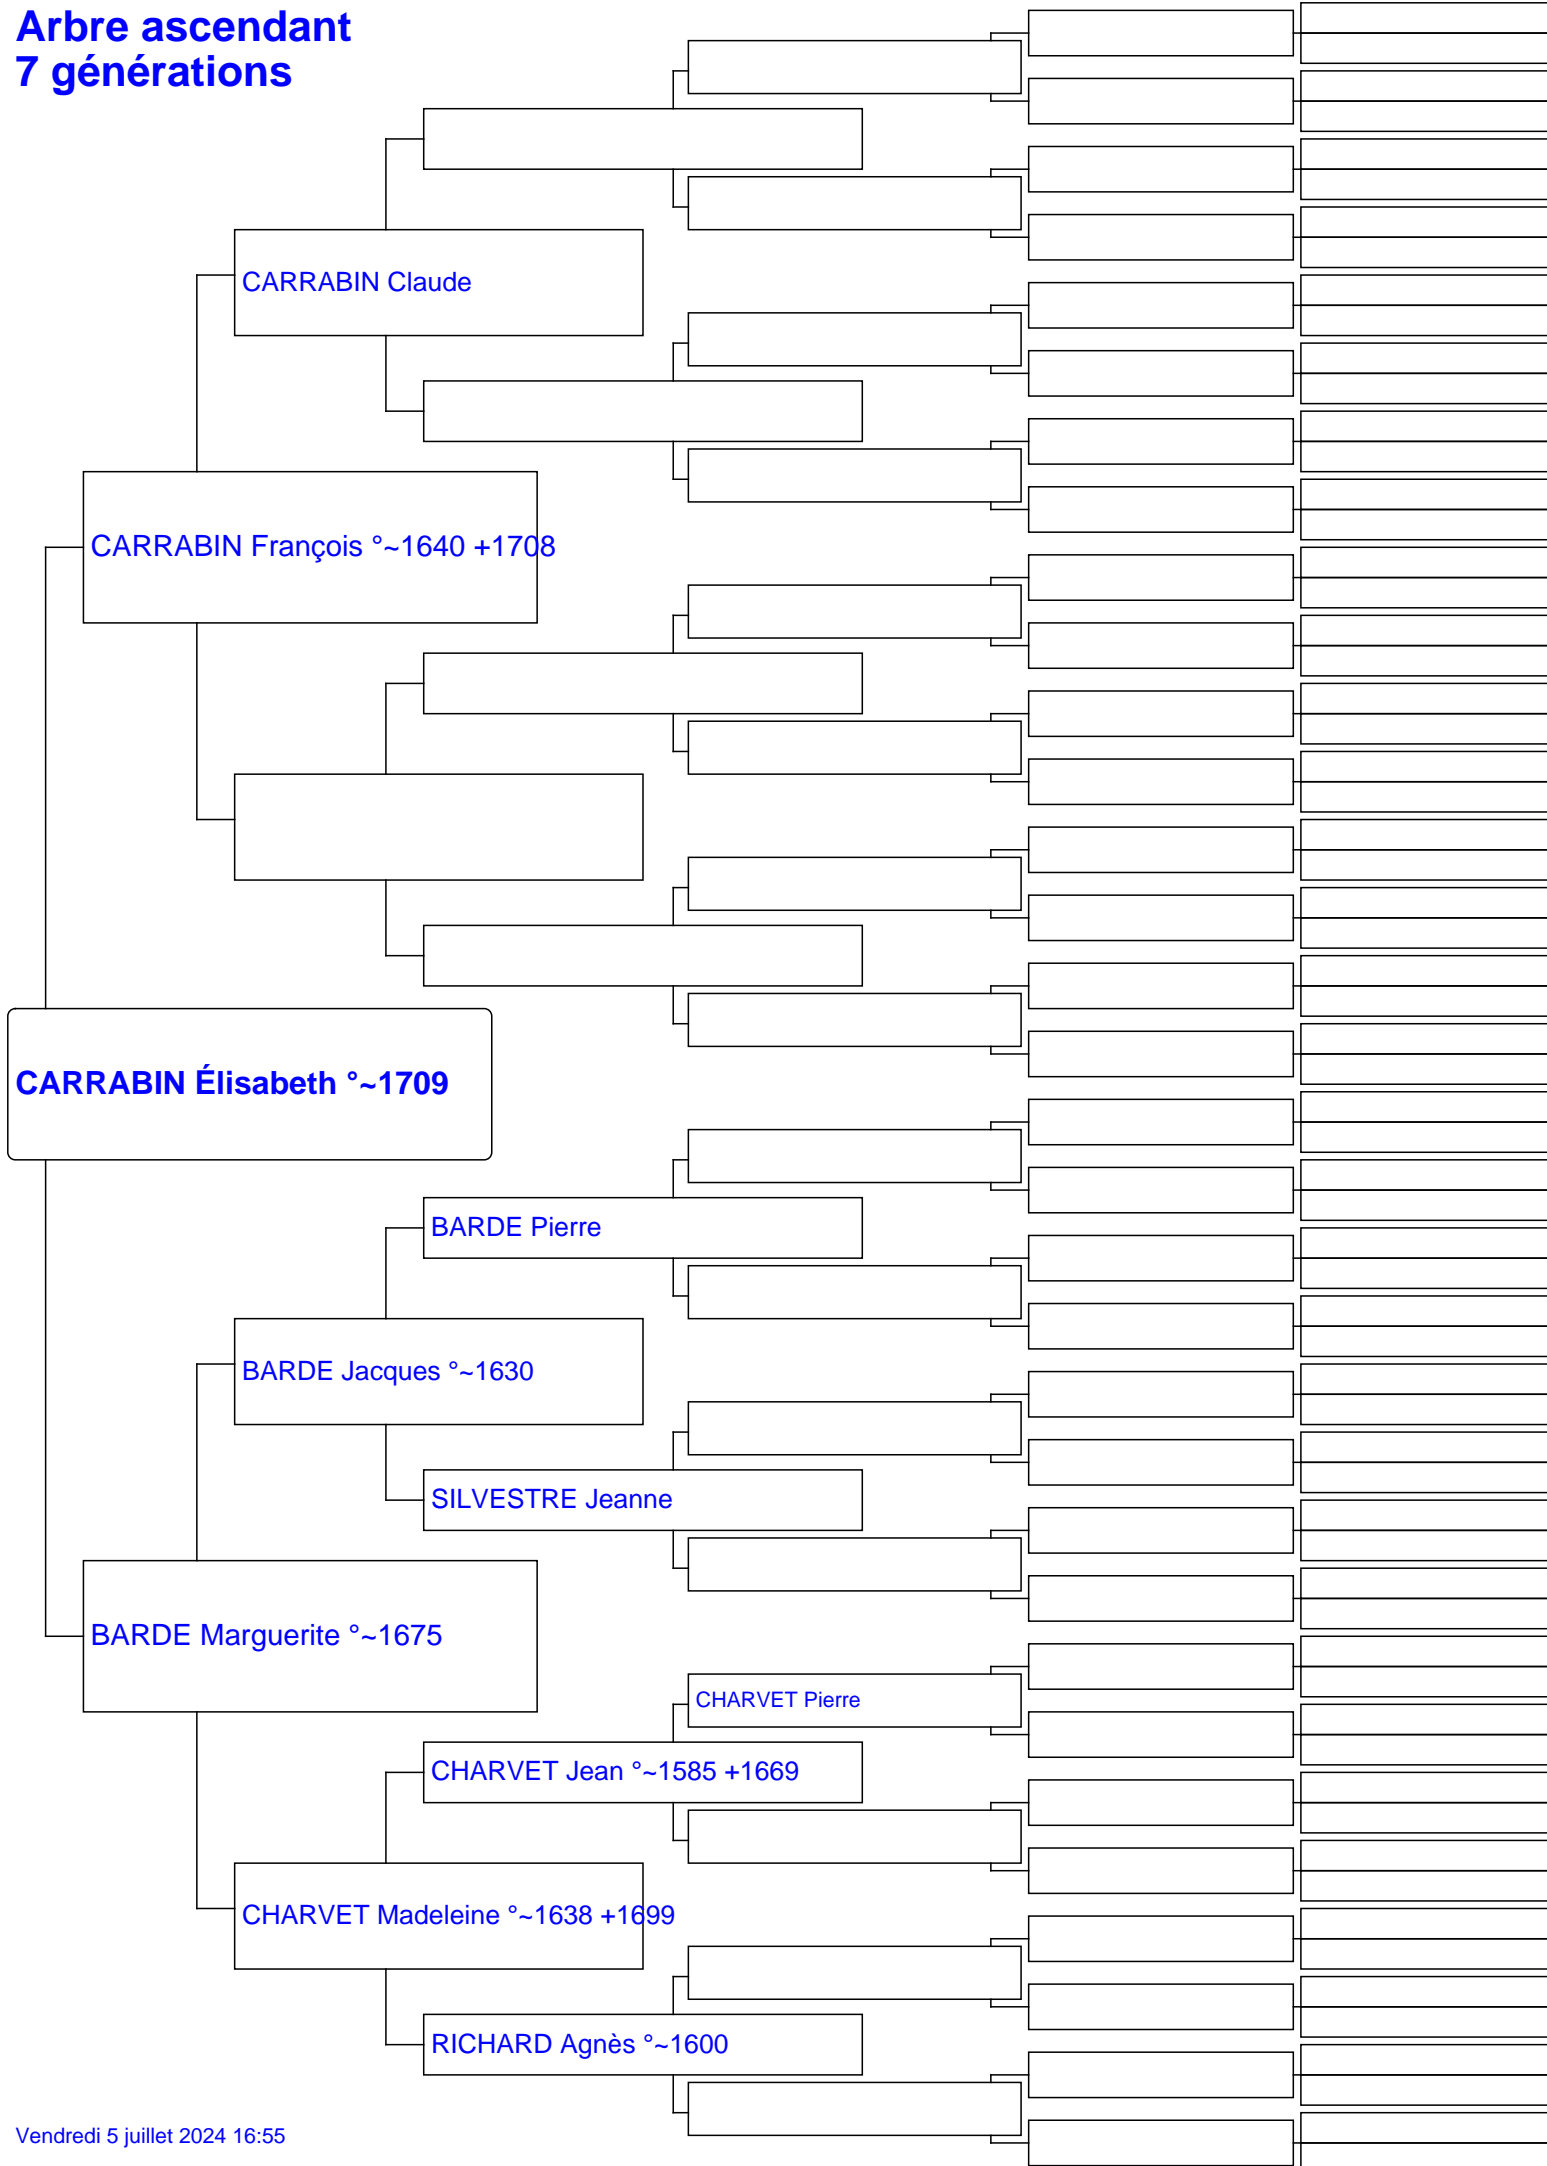 Arbre ascendant
7 générations
CARRABIN Claude
CARRABIN François °~1640 +1708
CARRABIN Élisabeth °~1709
BARDE Pierre
BARDE Jacques °~1630
SILVESTRE Jeanne
BARDE Marguerite °~1675
CHARVET Pierre
CHARVET Jean °~1585 +1669
CHARVET Madeleine °~1638 +1699
RICHARD Agnès °~1600
Vendredi 5 juillet 2024 16:55